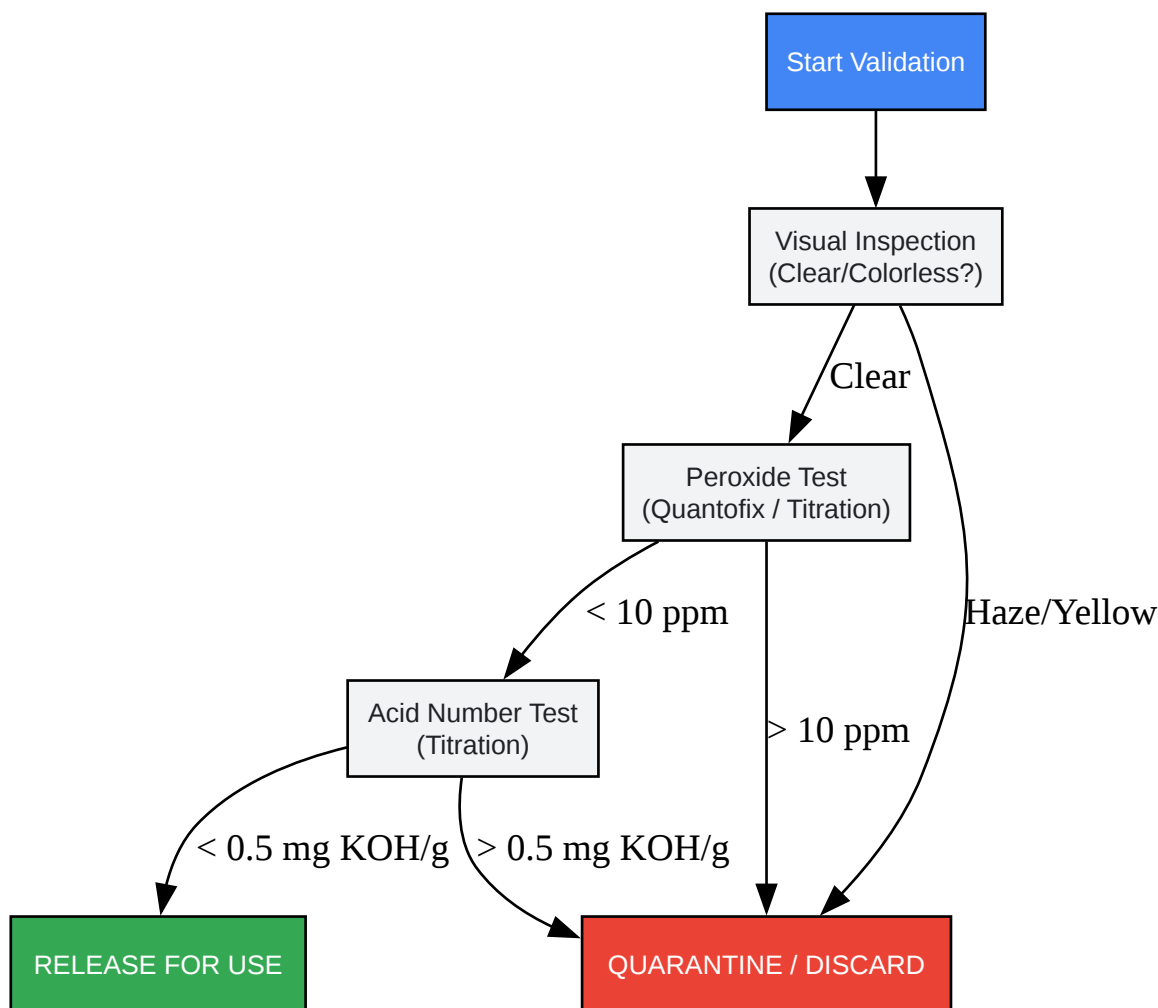 Start Validation
Visual Inspection
(Clear/Colorless?)
Clear
Peroxide Test
(Quantofix / Titration)
< 10 ppm
Haze/Yellow
Acid Number Test
(Titration)
> 10 ppm
< 0.5 mg KOH/g
> 0.5 mg KOH/g
RELEASE FOR USE
QUARANTINE / DISCARD